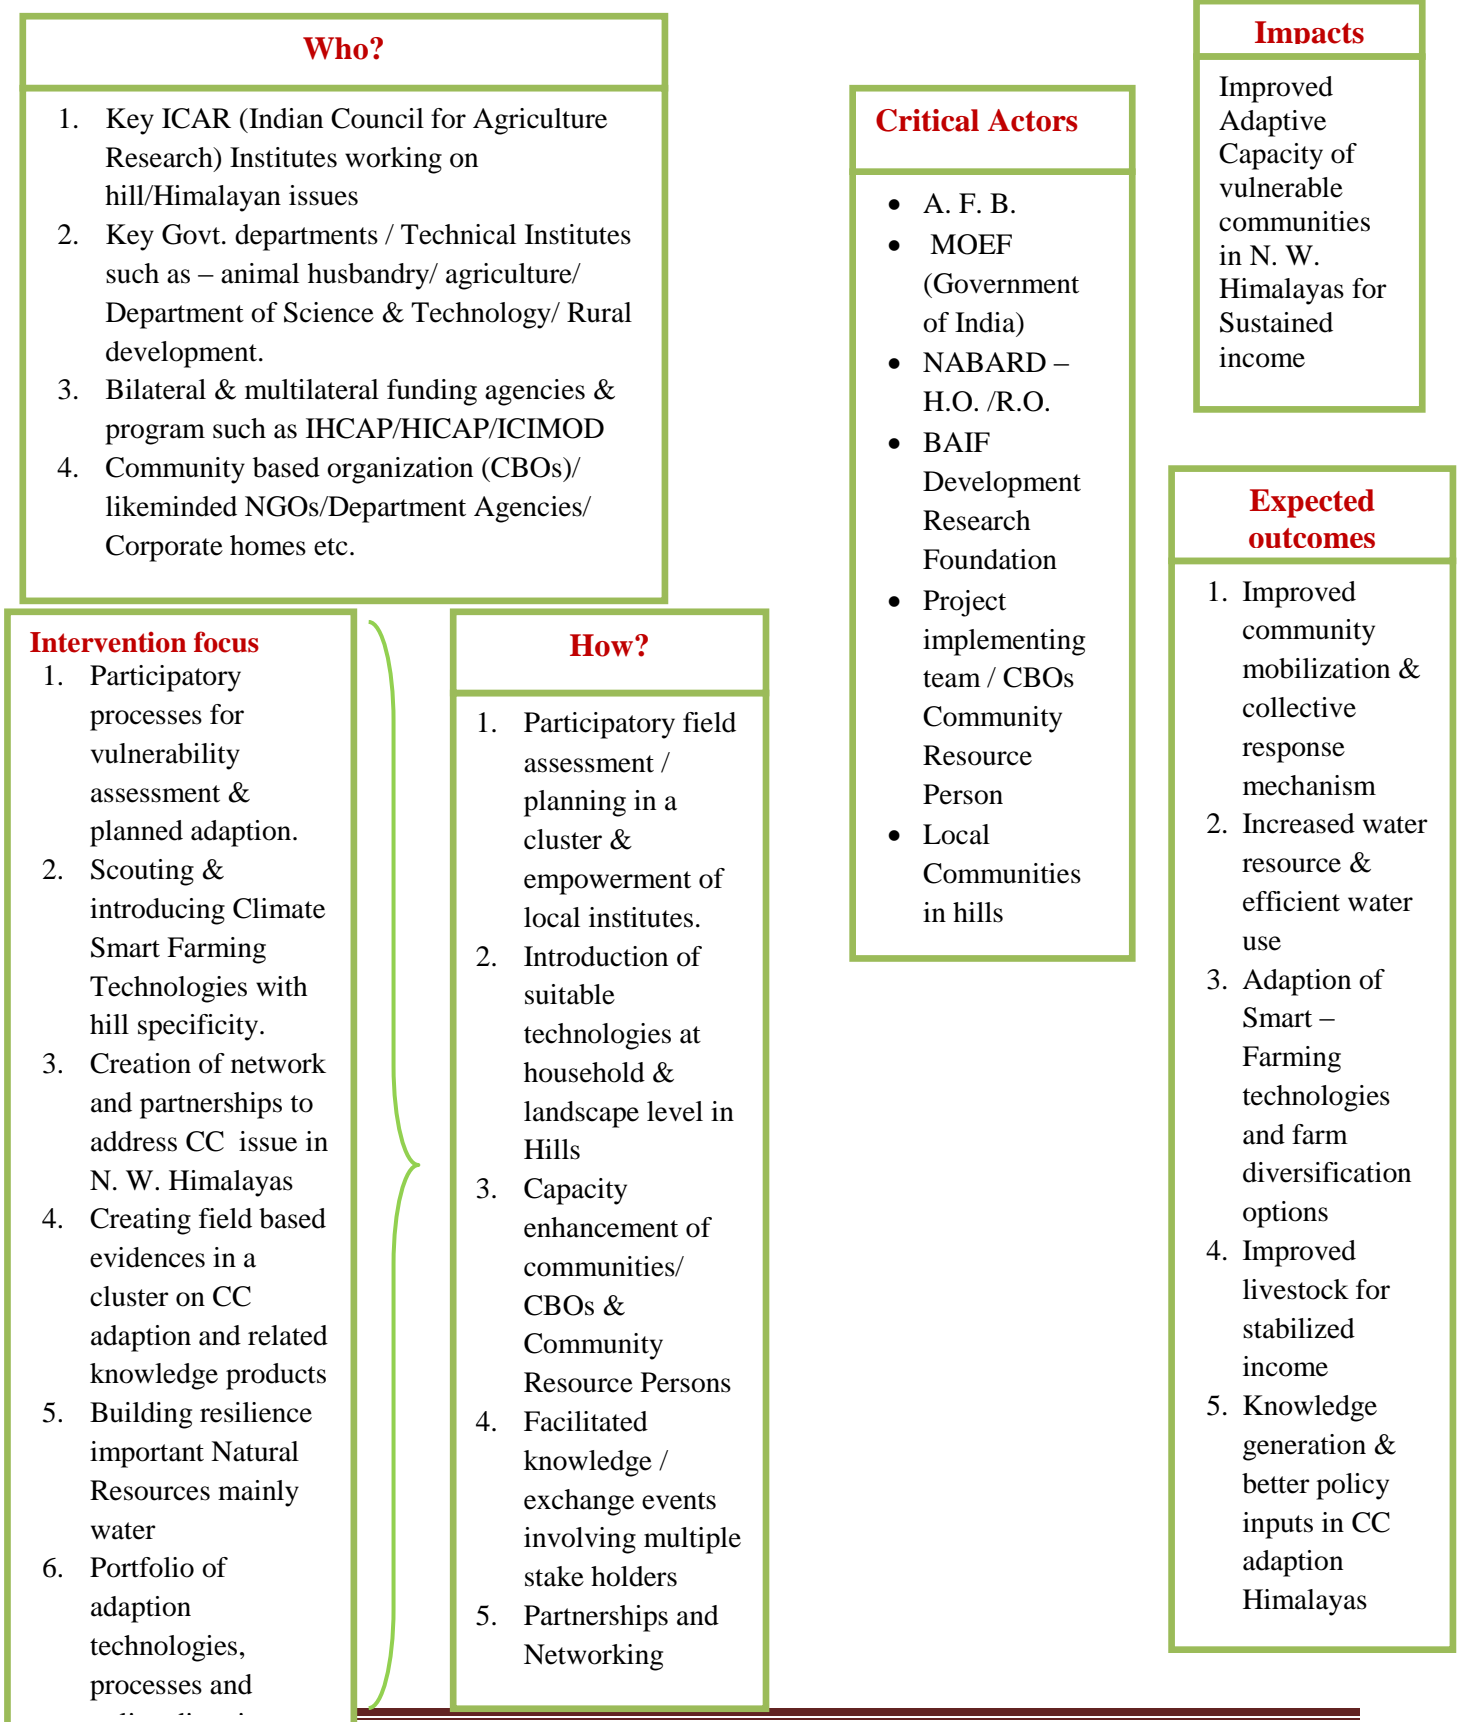 Who?
1. Key ICAR (Indian Council for Agriculture
Research) Institutes working on
hill/Himalayan issues
2. Key Govt. departments / Technical Institutes
such as – animal husbandry/ agriculture/
Department of Science & Technology/ Rural
development.
3. Bilateral & multilateral funding agencies &
program such as IHCAP/HICAP/ICIMOD
4. Community based organization (CBOs)/
likeminded NGOs/Department Agencies/
Corporate homes etc.
Intervention focus
1. Participatory
processes for
vulnerability
assessment &
planned adaption.
2. Scouting &
introducing Climate
Smart Farming
Technologies with
hill specificity.
3. Creation of network
and partnerships to
address CC issue in
N. W. Himalayas
4. Creating field based
evidences in a
cluster on CC
adaption and related
knowledge products
5. Building resilience
important Natural
Resources mainly
water
6. Portfolio of
adaption
technologies,
processes and
How?
1. Participatory field
assessment /
planning in a
cluster &
empowerment of
local institutes.
2. Introduction of
suitable
technologies at
household &
landscape level in
Hills
3. Capacity
enhancement of
communities/
CBOs &
Community
Resource Persons
4. Facilitated
knowledge /
exchange events
involving multiple
stake holders
5. Partnerships and
Networking
Critical Actors
• A. F. B.
• MOEF
(Government
of India)
• NABARD –
H.O. /R.O.
• BAIF
Development
Research
Foundation
• Project
implementing
team / CBOs
Community
Resource
Person
• Local
Communities
in hills
Impacts
Improved
Adaptive
Capacity of
vulnerable
communities
in N. W.
Himalayas for
Sustained
income
Expected
outcomes
1. Improved
community
mobilization &
collective
response
mechanism
2. Increased water
resource &
efficient water
use
3. Adaption of
Smart –
Farming
technologies
and farm
diversification
options
4. Improved
livestock for
stabilized
income
5. Knowledge
generation &
better policy
inputs in CC
adaption
Himalayas